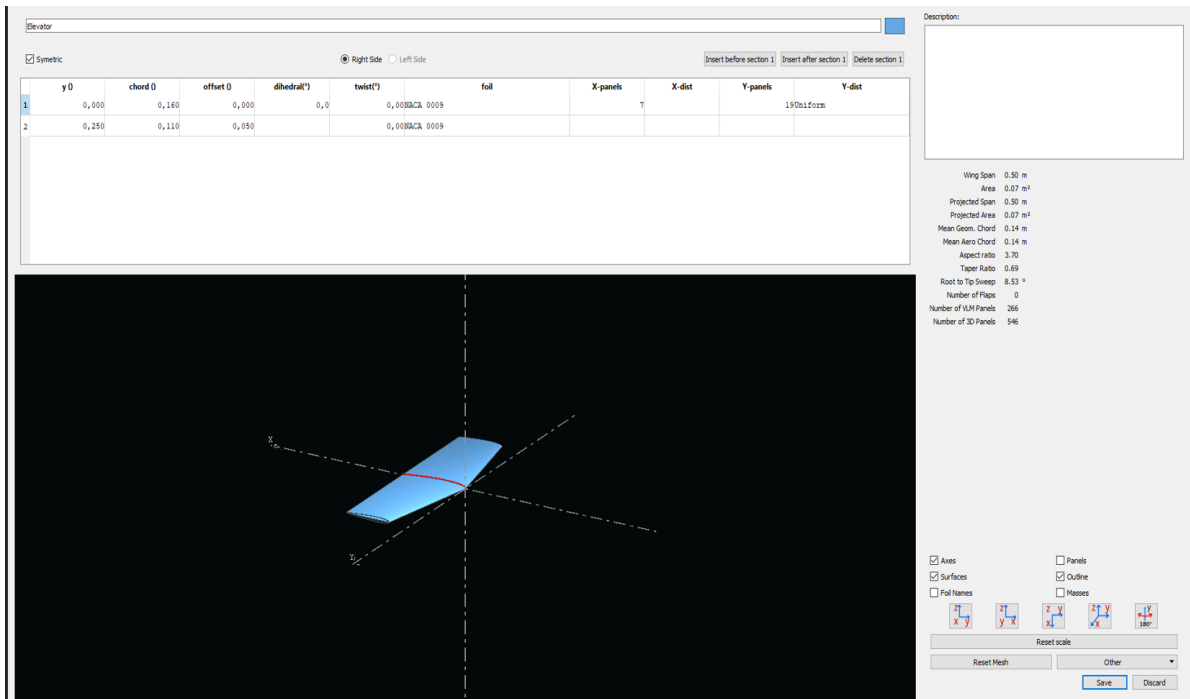 Elevator
Description:
Symetric
Right Side Left Side
Insert before section 1 Insert after section 1 Delete section 1
y () chord () offset () dihedral(°) twist(°) foil X-panels X-dist Y-panels Y-dist
1 0,000 0,160 0,000 0,0 0,00 NACA 0009 7 19 Uniform
2 0,250 0,110 0,050 0,00 NACA 0009
Wing Span 0.50 m
Area 0.07 m²
Projected Span 0.50 m
Projected Area 0.07 m²
Mean Geom. Chord 0.14 m
Mean Aero Chord 0.14 m
Aspect ratio 3.70
Taper Ratio 0.69
Root to Tip Sweep 8.53 °
Number of Flaps 0
Number of VLM Panels 266
Number of 3D Panels 546
X
Y
Axes Panels
Surfaces Outline
Foil Names Masses
z x y
z y x
z y x
z y x
y 180°
Reset scale
Reset Mesh Other
Save Discard